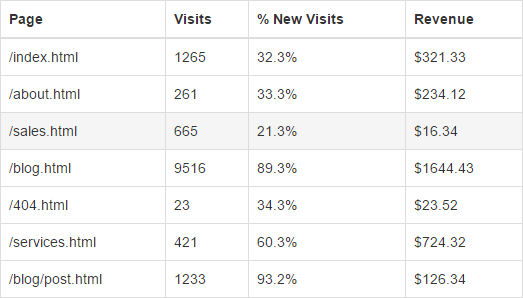 Page Visits % New Visits Revenue
/index.html 1265 32.3% $321.33
/about.html 261 33.3% $234.12
/sales.html 665 21.3% $16.34
/blog.html 9516 89.3% $1644.43
/404.html 23 34.3% $23.52
/services.html 421 60.3% $724.32
/blog/post.html 1233 93.2% $126.34